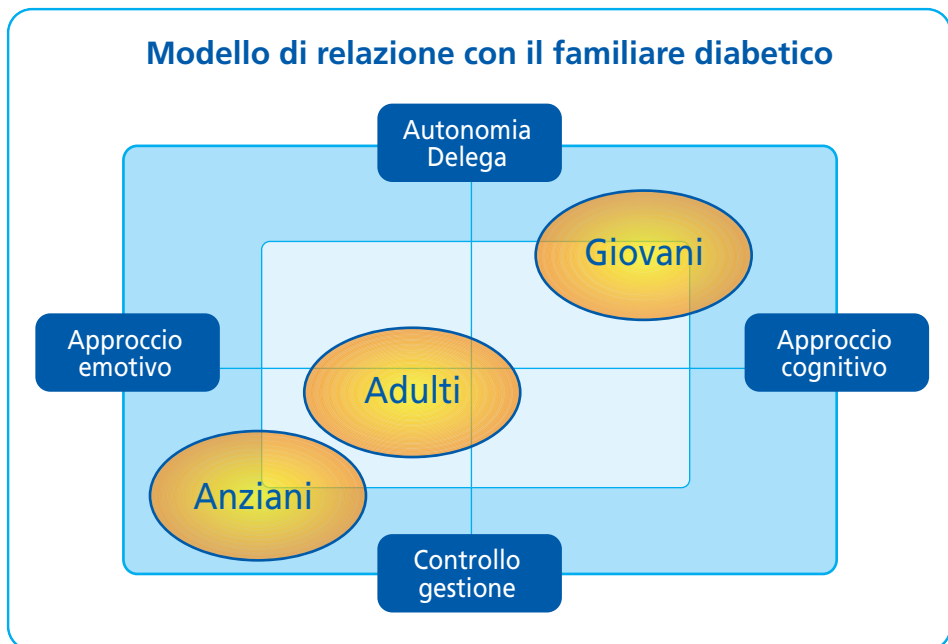 Modello di relazione con il familiare diabetico
Autonomia
Delega
Giovani
Approccio
emotivo
Approccio
cognitivo
Adulti
Anziani
Controllo
gestione